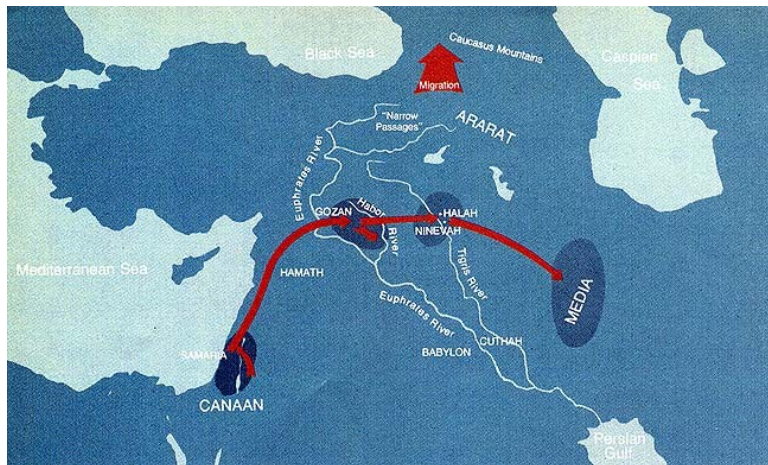 Black Sea
Caucasus Mountains
Caspian
Sea
Migration
"Narrow
Passages"
ARARAT
Euphrates River
GOZAN
Habor
River
HALAH
NINEVAH
Mediterranean Sea
HAMATH
Tigris River
MEDIA
Euphrates River
SAMARIA
BABYLON
CUTHAH
CANAAN
Persian
Gulf